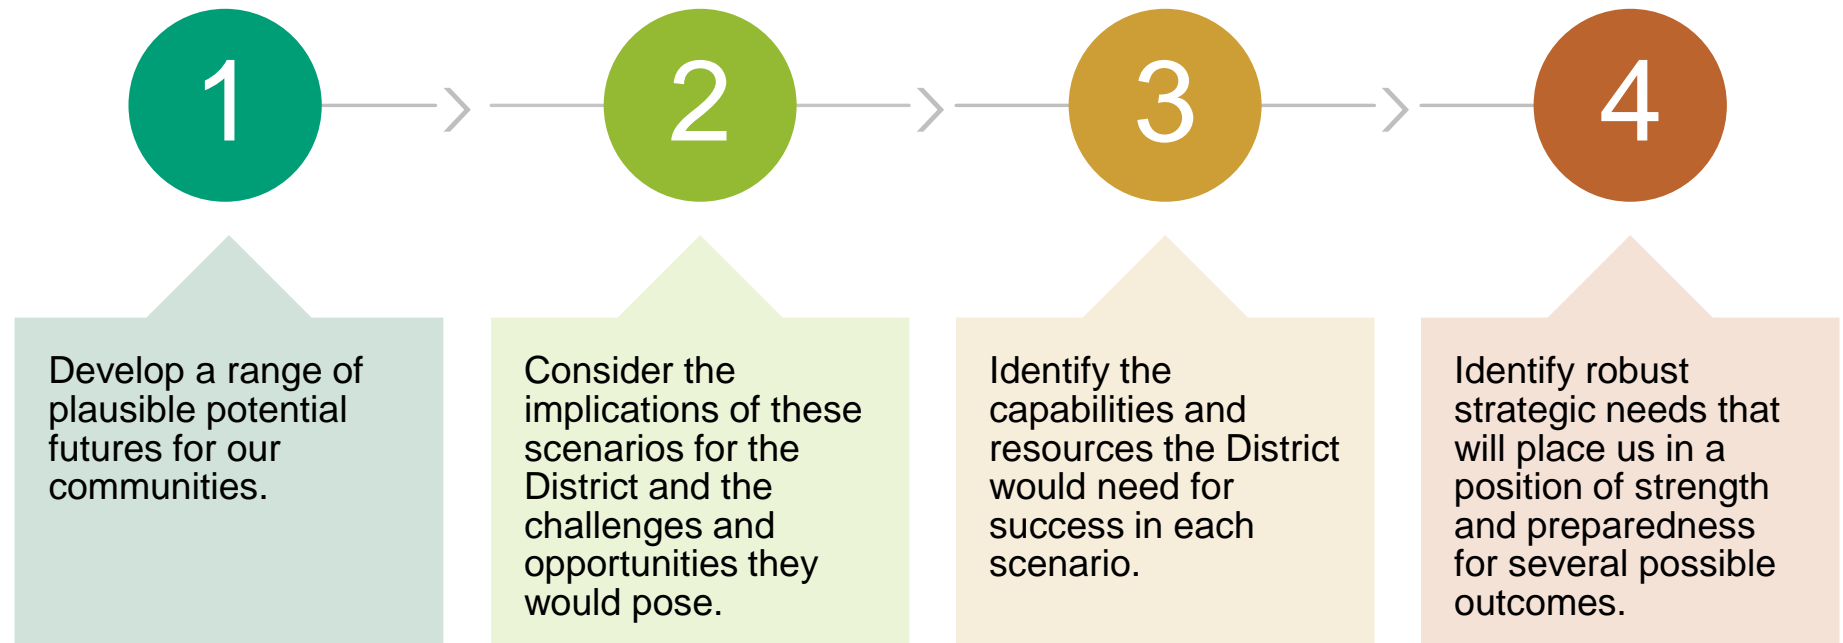 1
2
3
4
Develop a range of
plausible potential
futures for our
communities.
Consider the
implications of these
scenarios for the
District and the
challenges and
opportunities they
would pose.
Identify the
capabilities and
resources the District
would need for
success in each
scenario.
Identify robust
strategic needs that
will place us in a
position of strength
and preparedness
for several possible
outcomes.